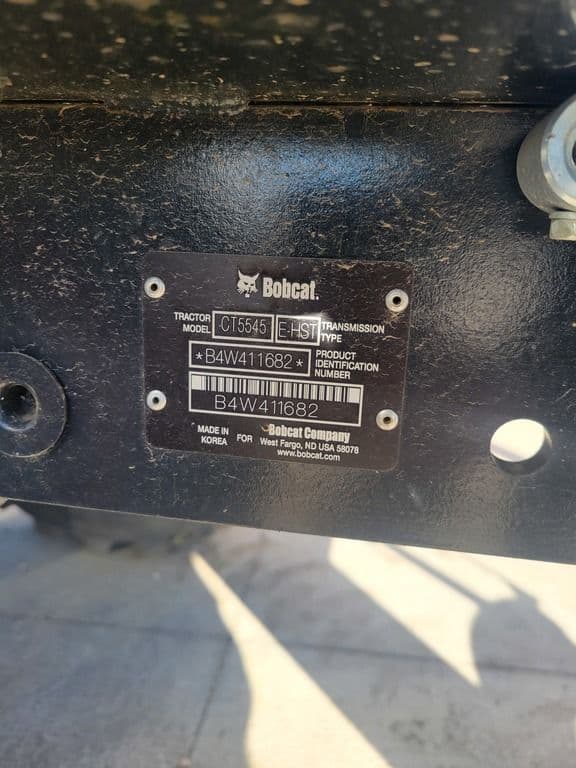 Bobcat.
TRACTOR MODEL CT5545 E-HST TRANSMISSION TYPE
*B4W411682* PRODUCT IDENTIFICATION NUMBER
B4W411682
MADE IN KOREA FOR Bobcat Company
West Fargo, ND USA 58078
www.bobcat.com